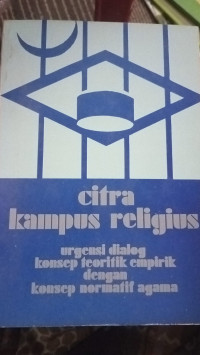 citra
kampus religius
urgensi dialog
konsep teoritik empirik
dengan
konsep normatif agama